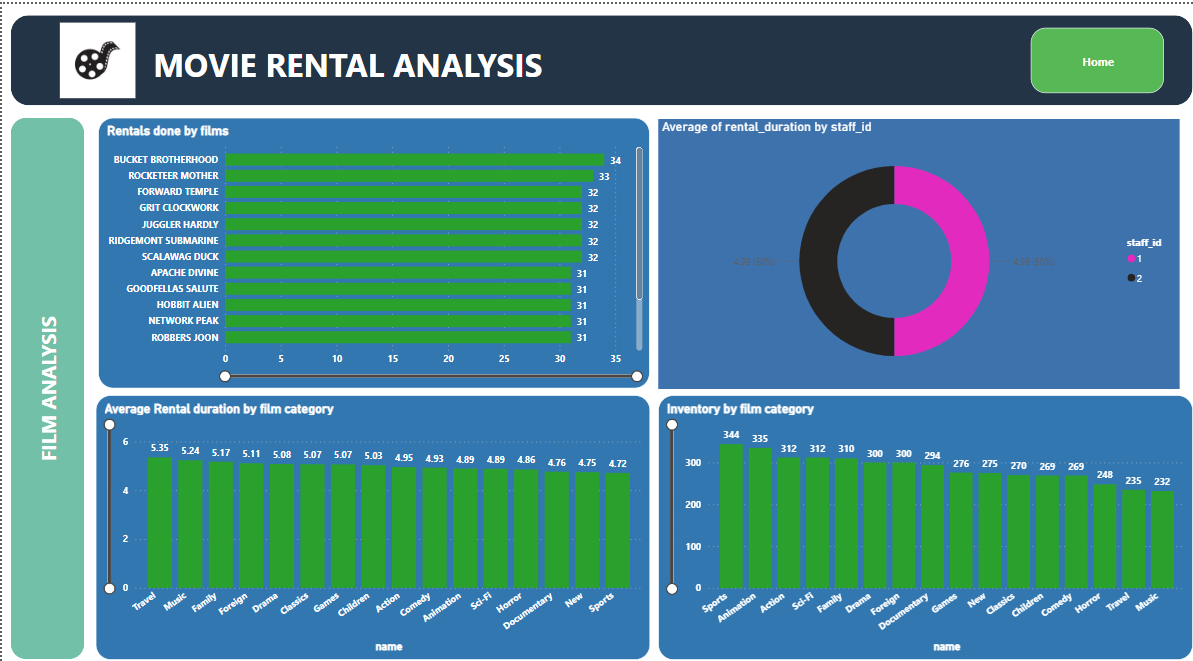 MOVIE RENTAL ANALYSIS
Home
FILM ANALYSIS
Rentals done by films
BUCKET BROTHERHOOD 34
ROCKETEER MOTHER 33
FORWARD TEMPLE 32
GRIT CLOCKWORK 32
JUGGLER HARDLY 32
RIDGEMONT SUBMARINE 32
SCALAWAG DUCK 32
APACHE DIVINE 31
GOODFELLAS SALUTE 31
HOBBIT ALIEN 31
NETWORK PEAK 31
ROBBERS JOON 31
0 5 10 15 20 25 30 35
Average of rental_duration by staff_id
staff_id
1
2
Average Rental duration by film category
6
4
2
0
5.35 5.24 5.17 5.11 5.08 5.07 5.07 5.03 4.95 4.93 4.89 4.89 4.86 4.76 4.75 4.72
Travel Music Family Foreign Drama Classics Games Children Action Comedy Animation Sci-Fi Horror Documentary New Sports
name
Inventory by film category
300
200
100
0
344 335 312 312 310 300 300 294 276 275 270 269 269 248 235 232
Sports Animation Action Sci-Fi Family Drama Foreign Documentary Games New Classics Children Comedy Horror Travel Music
name